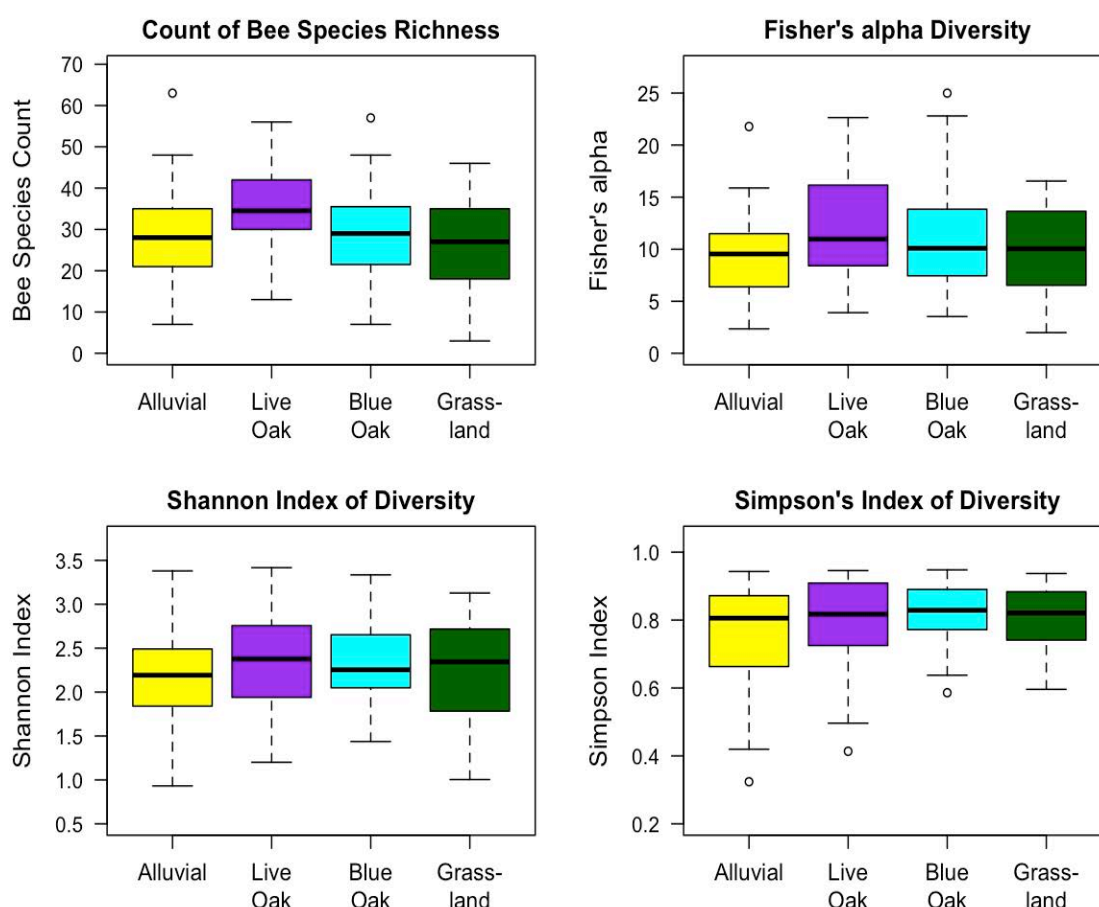 Count of Bee Species Richness
Bee Species Count
70
60
50
40
30
20
10
0
Alluvial
Live
Oak
Blue
Oak
Grass-
land
Fisher's alpha Diversity
Fisher's alpha
25
20
15
10
5
0
Alluvial
Live
Oak
Blue
Oak
Grass-
land
Shannon Index of Diversity
Shannon Index
3.5
3.0
2.5
2.0
1.5
1.0
0.5
Alluvial
Live
Oak
Blue
Oak
Grass-
land
Simpson's Index of Diversity
Simpson Index
1.0
0.8
0.6
0.4
0.2
Alluvial
Live
Oak
Blue
Oak
Grass-
land